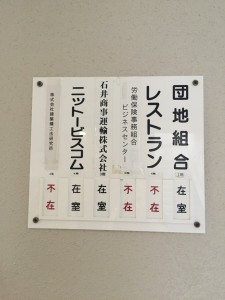 団地組合
在室
レストラン
不在
労働保険事務組合
ビジネスセンター
不在
石井商事運輸株式会社
在室
ニットービスコム
在室
不在